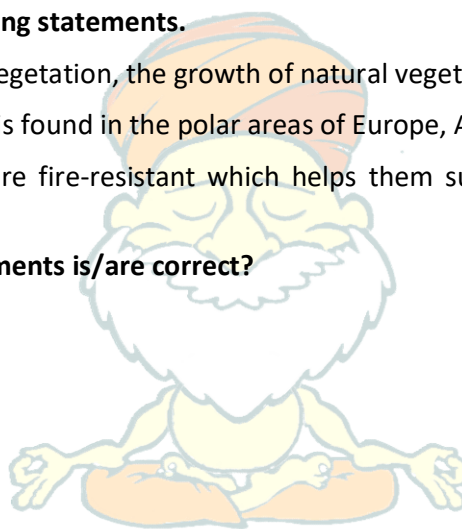 ing statements.
egetation, the growth of natural veget
s found in the polar areas of Europe, A
re fire-resistant which helps them su
ments is/are correct?